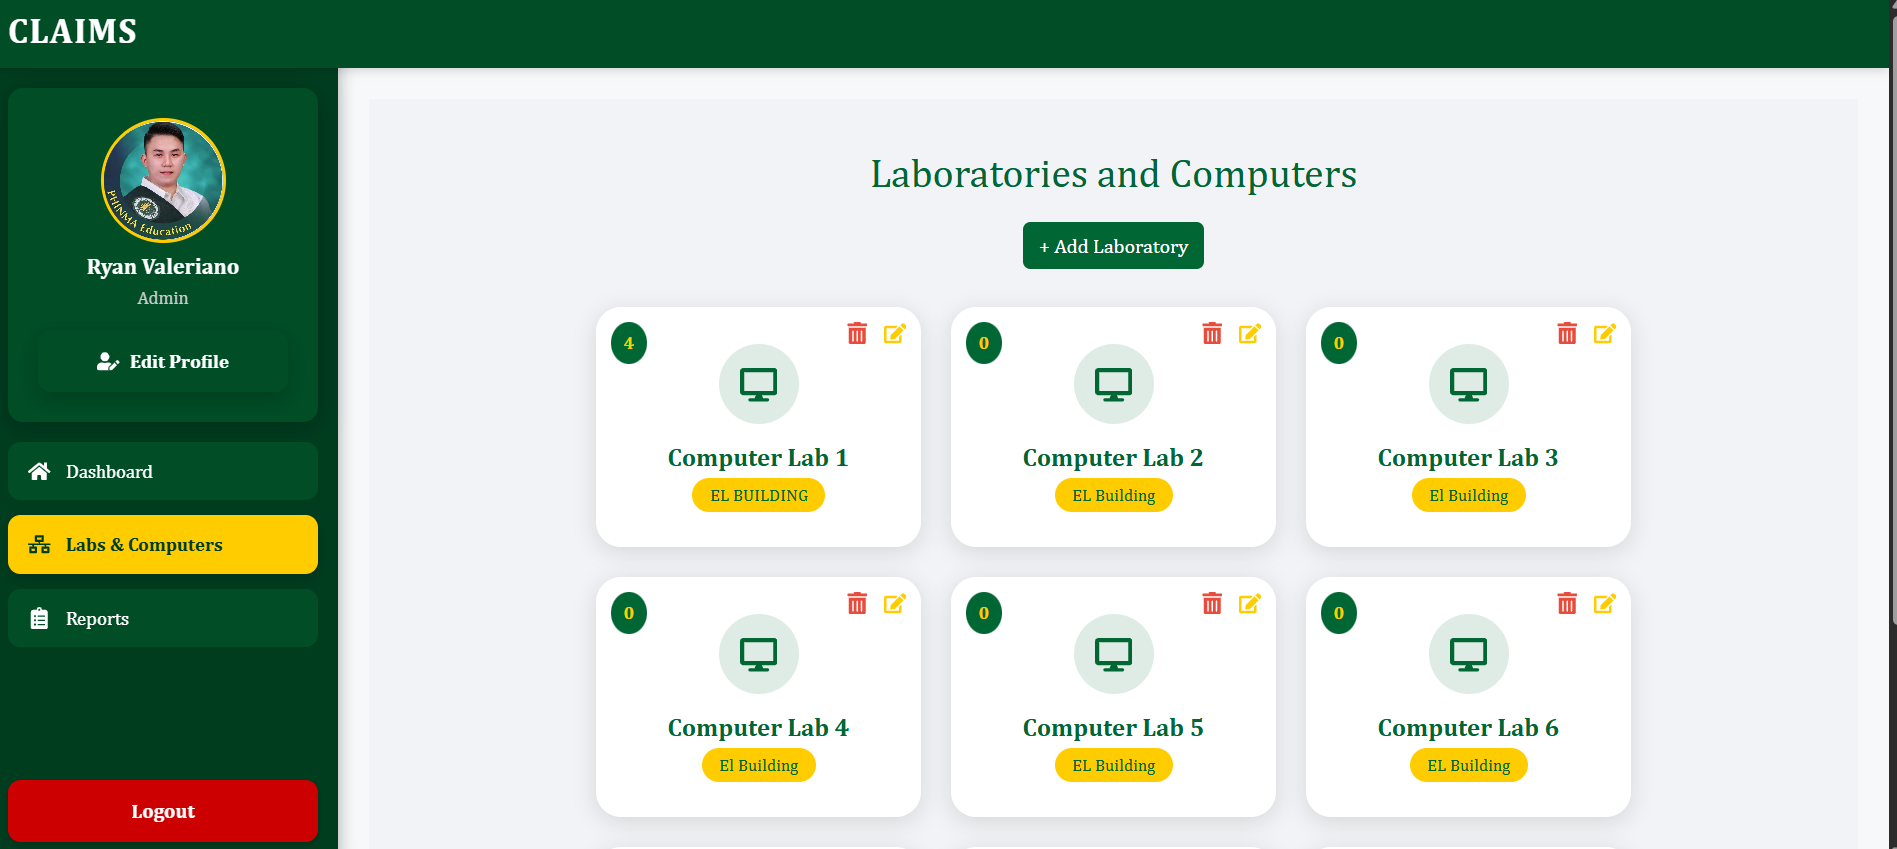 CLAIMS
PHINMA Education
Ryan Valeriano
Admin
Edit Profile
Dashboard
Labs & Computers
Reports
Logout
Laboratories and Computers
+ Add Laboratory
4
Computer Lab 1
EL BUILDING
0
Computer Lab 2
EL Building
0
Computer Lab 3
El Building
0
Computer Lab 4
El Building
0
Computer Lab 5
EL Building
0
Computer Lab 6
EL Building